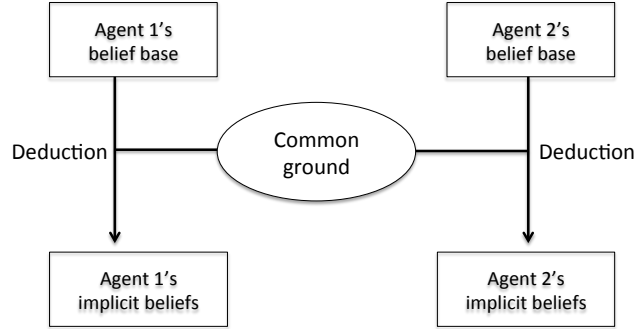 Agent 1's
belief base
Agent 2's
belief base
Deduction
Common
ground
Deduction
Agent 1's
implicit beliefs
Agent 2's
implicit beliefs